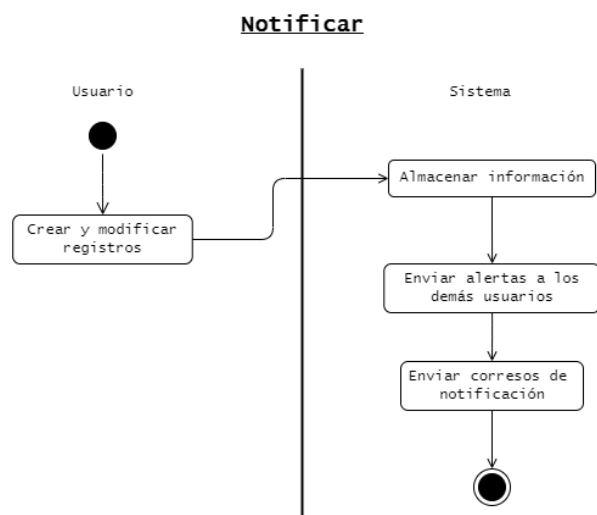 Notificar
Usuario
Sistema
Almacenar información
Crear y modificar
registros
Enviar alertas a los
demás usuarios
Enviar corresos de
notificación